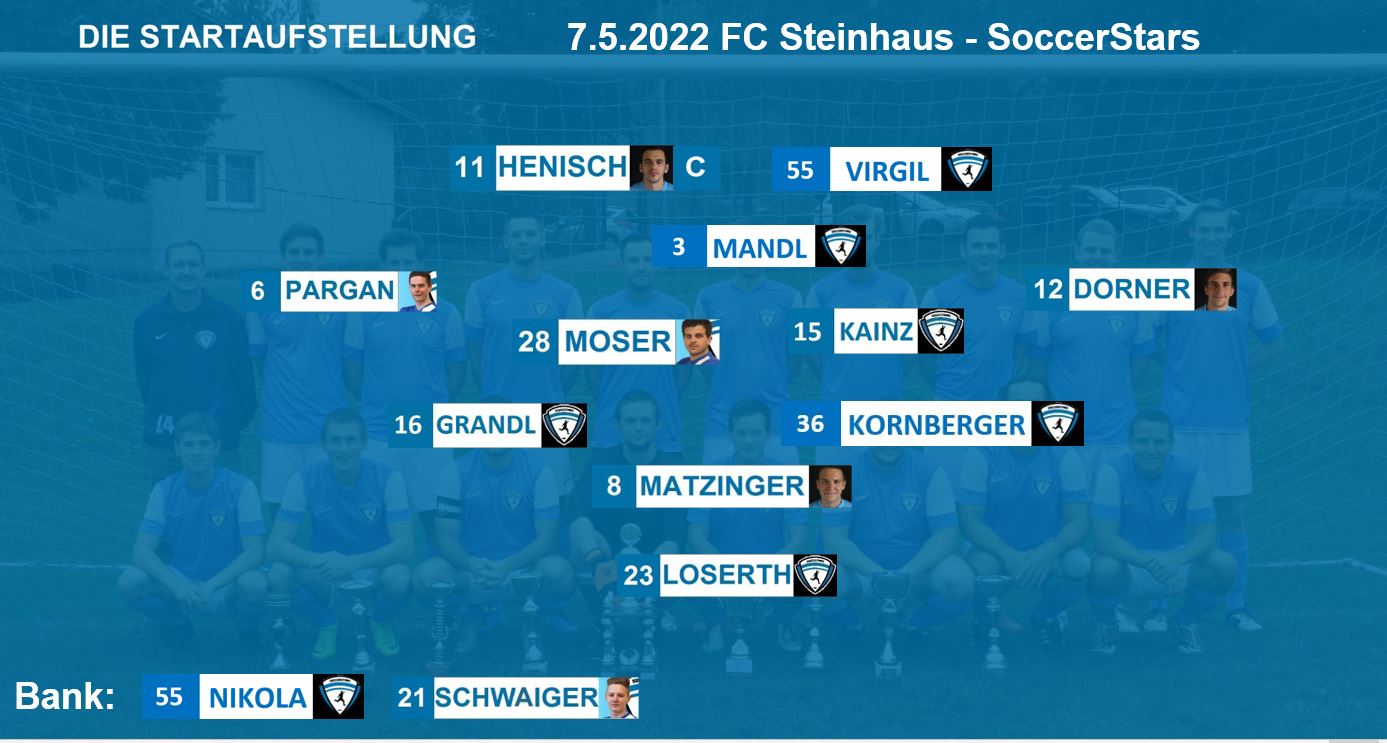 DIE STARTAUFSTELLUNG 7.5.2022 FC Steinhaus - SoccerStars
11 HENISCH C 55 VIRGIL
3 MANDL
6 PARGAN 12 DORNER
28 MOSER 15 KAINZ
16 GRANDL 36 KORNBERGER
8 MATZINGER
23 LOSERTH
Bank: 55 NIKOLA 21 SCHWAIGER